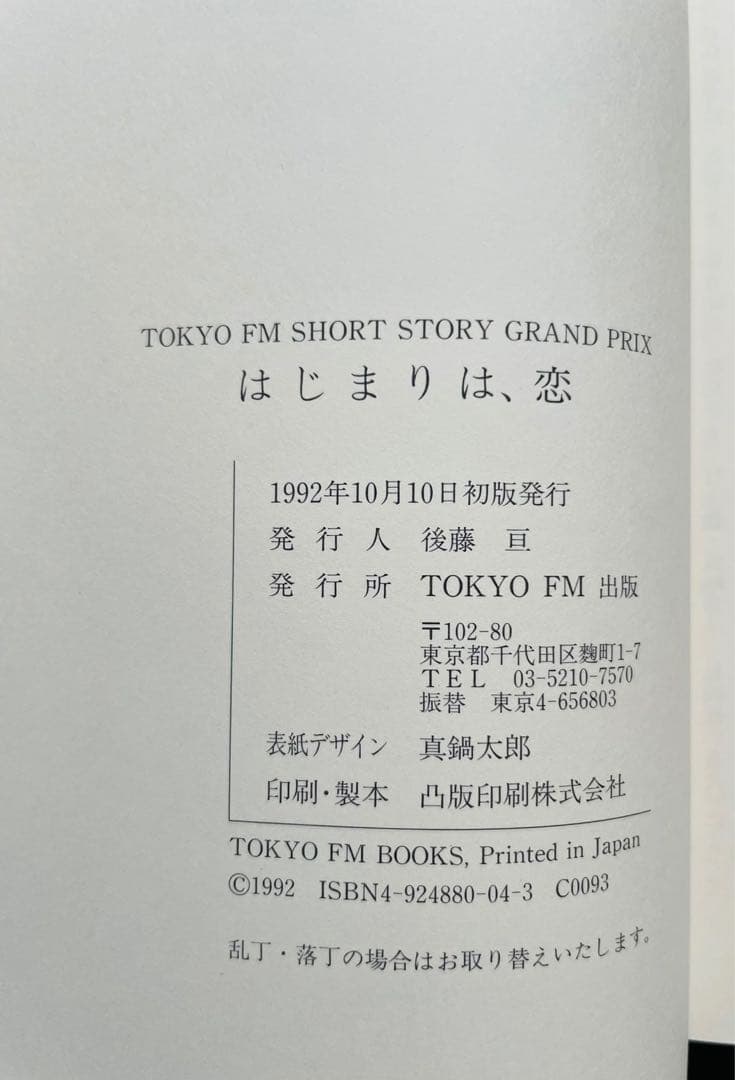 TOKYO FM SHORT STORY GRAND PRIX
はじまりは、恋
1992年10月10日初版発行
発行人 後藤 亘
発行所 TOKYO FM 出版
〒102-80
東京都千代田区麴町1-7
TEL 03-5210-7570
振替 東京4-656803
表紙デザイン 真鍋太郎
印刷・製本 凸版印刷株式会社
TOKYO FM BOOKS, Printed in Japan
©1992 ISBN4-924880-04-3 C0093
乱丁・落丁の場合はお取り替えいたします。